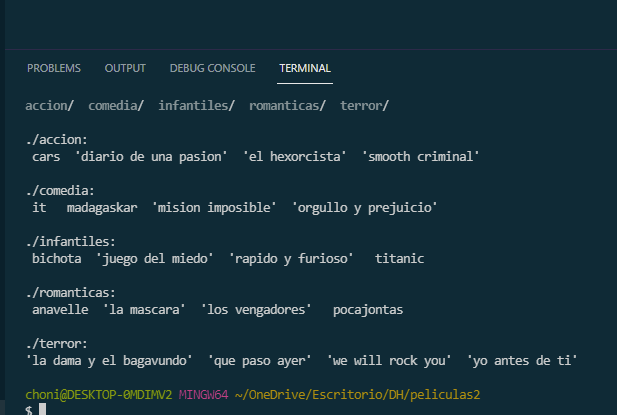 PROBLEMS OUTPUT DEBUG CONSOLE TERMINAL
accion/ comedia/ infantiles/ romanticas/ terror/
./accion:
cars 'diario de una pasion' 'el hexorcista' 'smooth criminal'
./comedia:
it madagaskar 'mision imposible' 'orgullo y prejuicio'
./infantiles:
bichota 'juego del miedo' 'rapido y furioso' titanic
./romanticas:
anavelle 'la mascara' 'los vengadores' pocajontas
./terror:
'la dama y el bagavundo' 'que paso ayer' 'we will rock you' 'yo antes de ti'
choni@DESKTOP-0MDIMV2 MINGW64 ~/OneDrive/Escritorio/DH/peliculas2
$